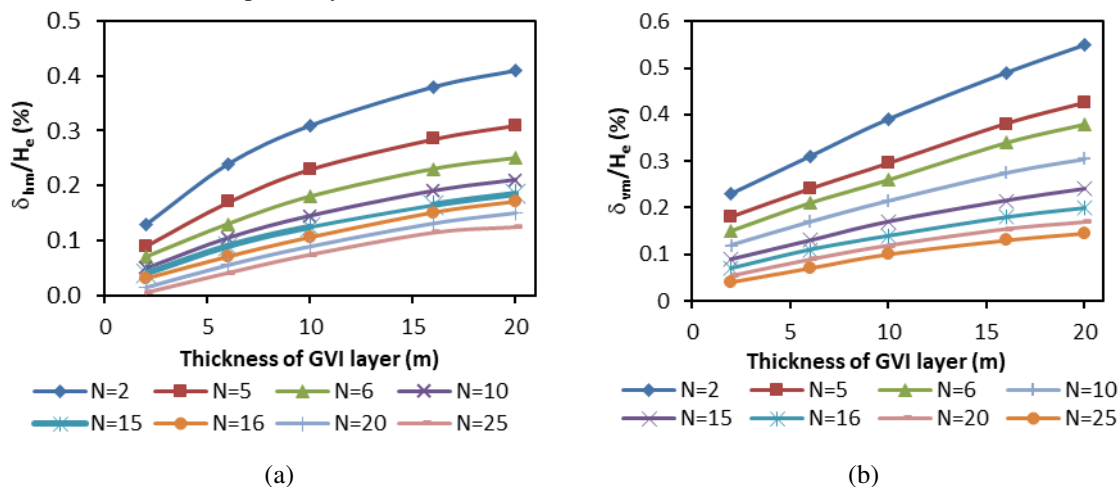 0.5
0.4
0.3
0.2
0.1
0.0
δhm/He (%)
0 5 10 15 20
Thickness of GVI layer (m)
N=2 N=5 N=6 N=10
N=15 N=16 N=20 N=25
(a)
0.6
0.5
0.4
0.3
0.2
0.1
0
δvm/He (%)
0 5 10 15 20
Thickness of GVI layer (m)
N=2 N=5 N=6 N=10
N=15 N=16 N=20 N=25
(b)